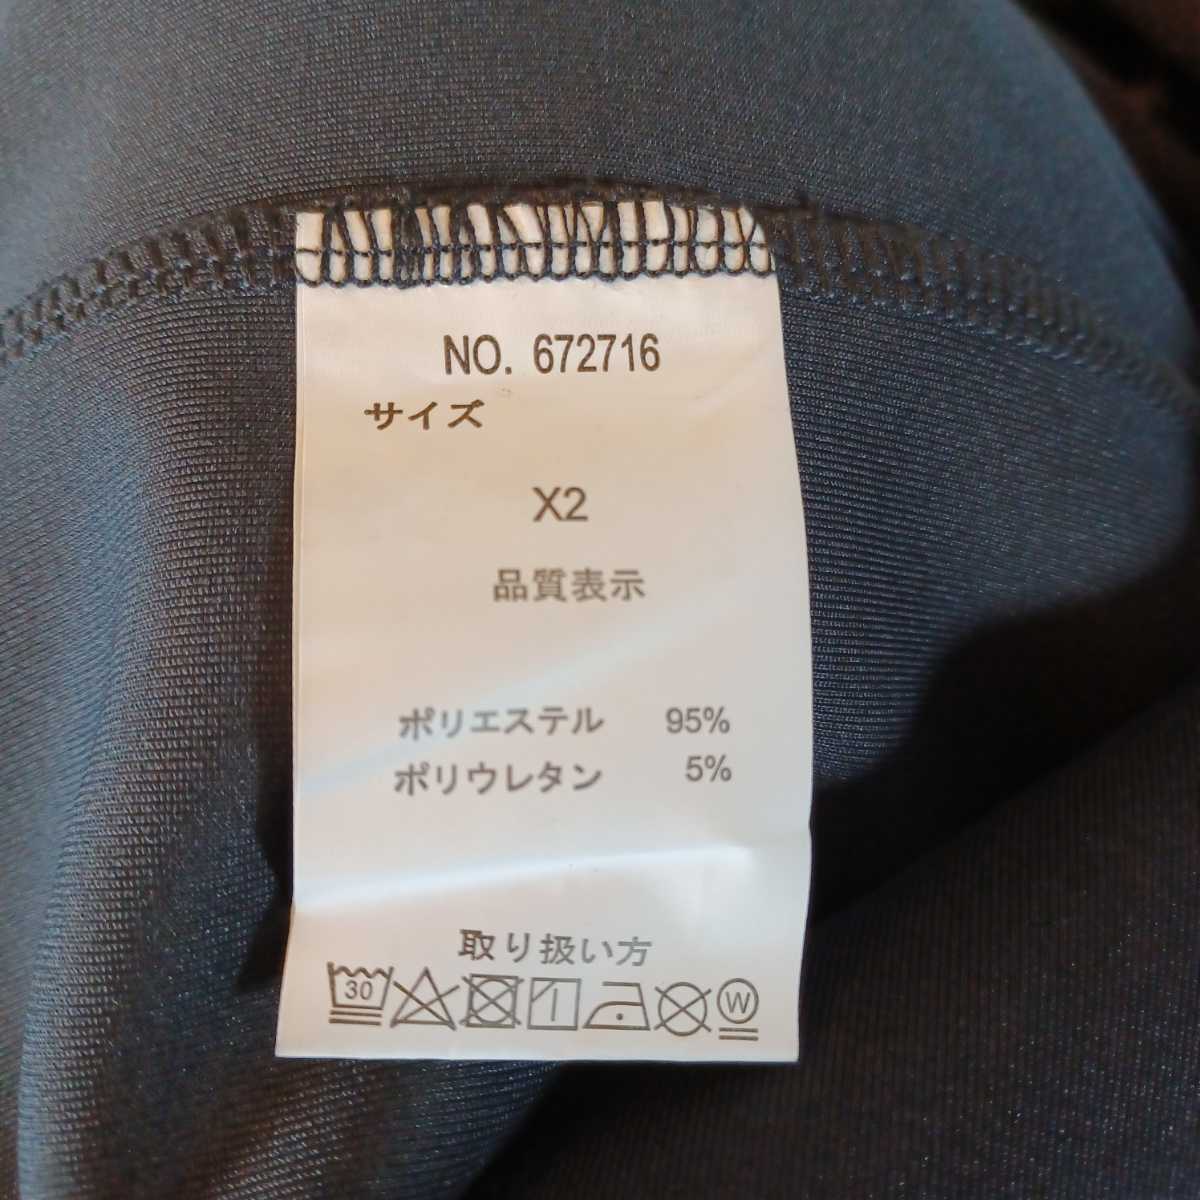 NO. 672716
サイズ
X2
品質表示
ポリエステル 95%
ポリウレタン 5%
取り扱い方
30 W